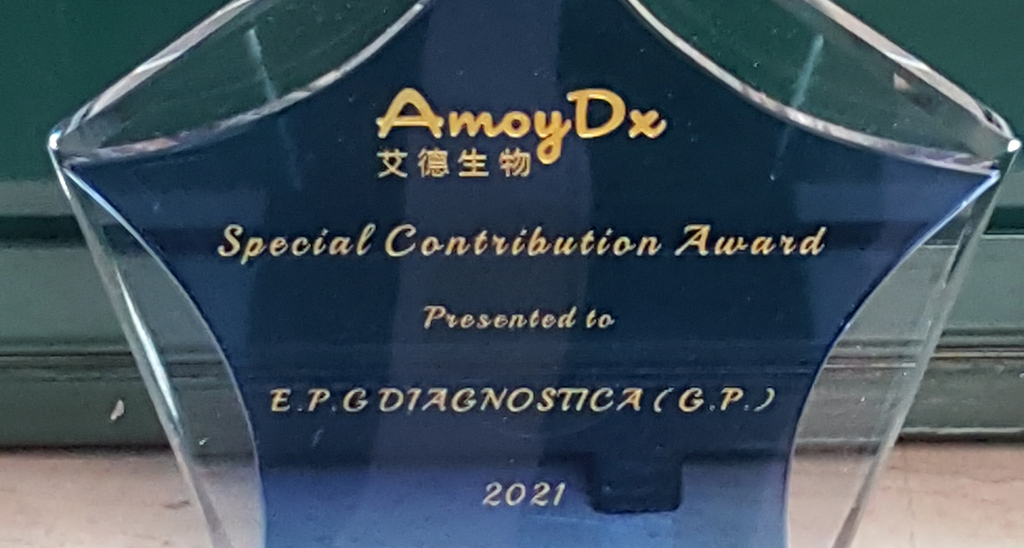 AmoyDx
艾德生物
Special Contribution Award
Presented to
E.P.G DIAGNOSTICA ( G.P. )
2021